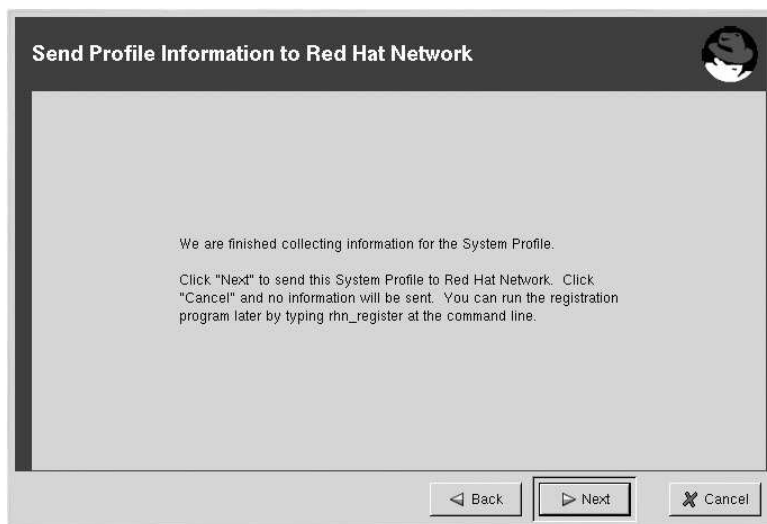 Send Profile Information to Red Hat Network
We are finished collecting information for the System Profile.
Click "Next" to send this System Profile to Red Hat Network.  Click
"Cancel" and no information will be sent.  You can run the registration
program later by typing rhn_register at the command line.
Back
Next
Cancel